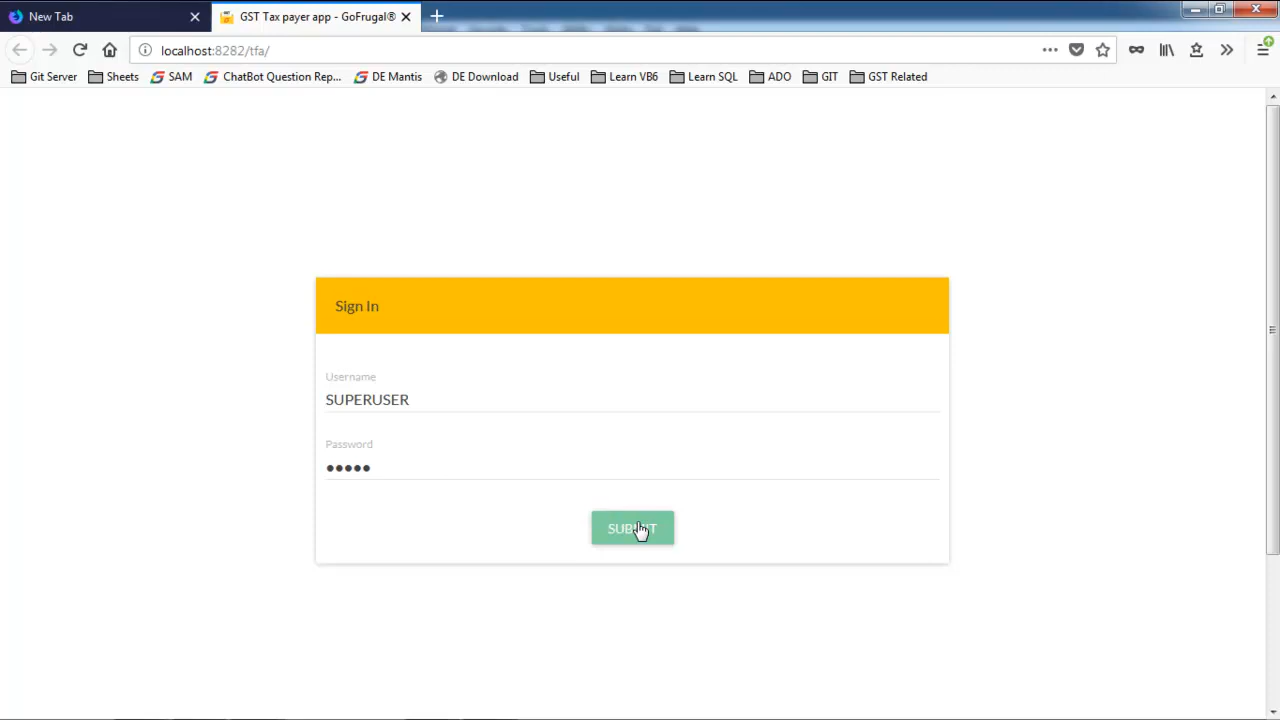 New Tab
GST Tax payer app - GoFrugal®
localhost:8282/tfa/
Git Server Sheets SAM ChatBot Question Rep... DE Mantis DE Download Useful Learn VB6 Learn SQL ADO GIT GST Related
Sign In
Username
SUPERUSER
Password
●●●●●
SUBMIT